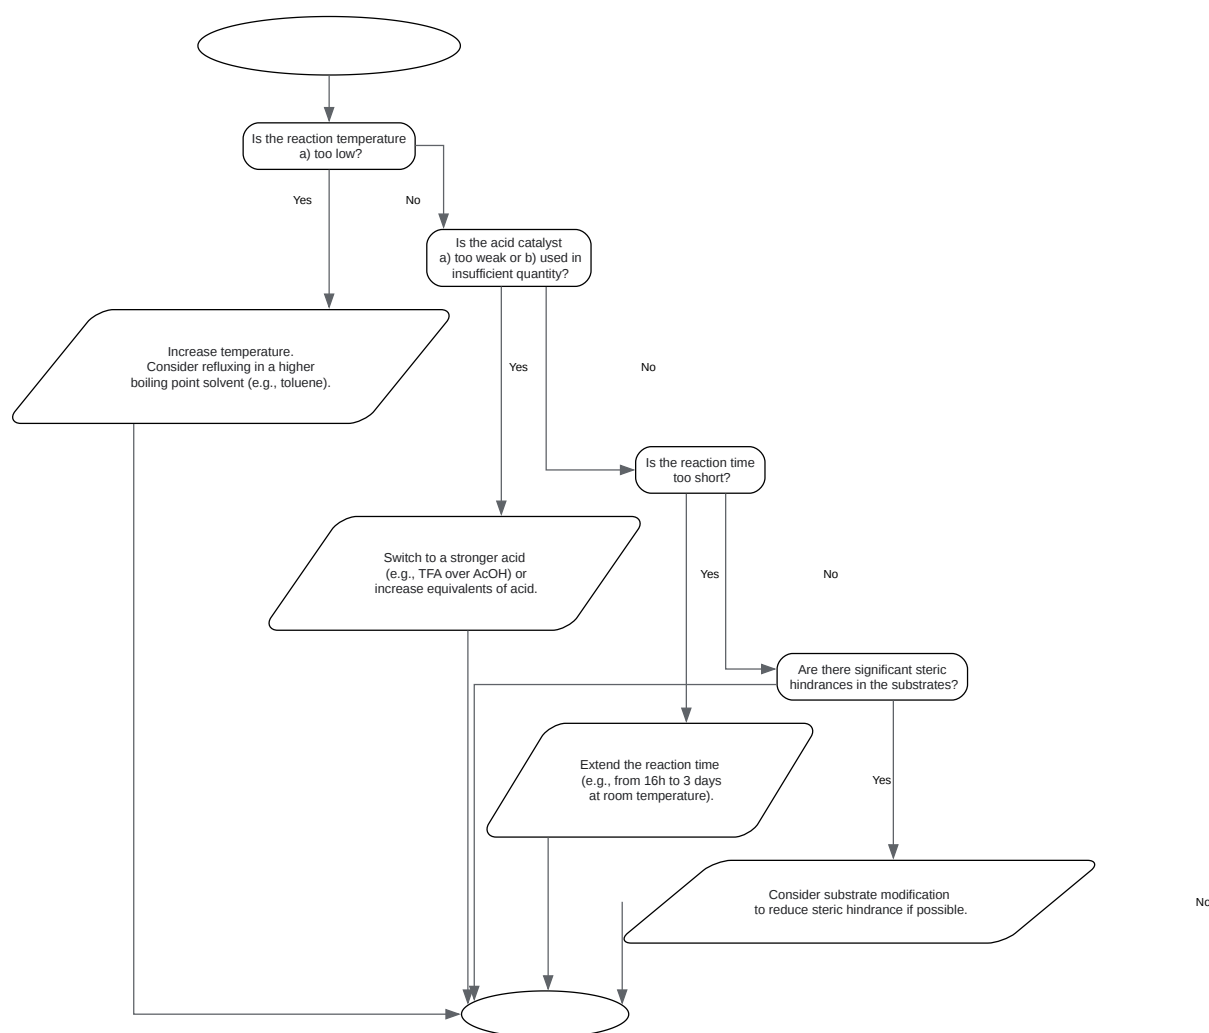 Is the reaction temperature
a) too low?
Yes
No
Is the acid catalyst
a) too weak or b) used in
insufficient quantity?
Increase temperature.
Consider refluxing in a higher
boiling point solvent (e.g., toluene).
Yes
No
Is the reaction time
too short?
Switch to a stronger acid
(e.g., TFA over AcOH) or
increase equivalents of acid.
Yes
No
Are there significant steric
hindrances in the substrates?
Extend the reaction time
(e.g., from 16h to 3 days
at room temperature).
Yes
Consider substrate modification
to reduce steric hindrance if possible.
No